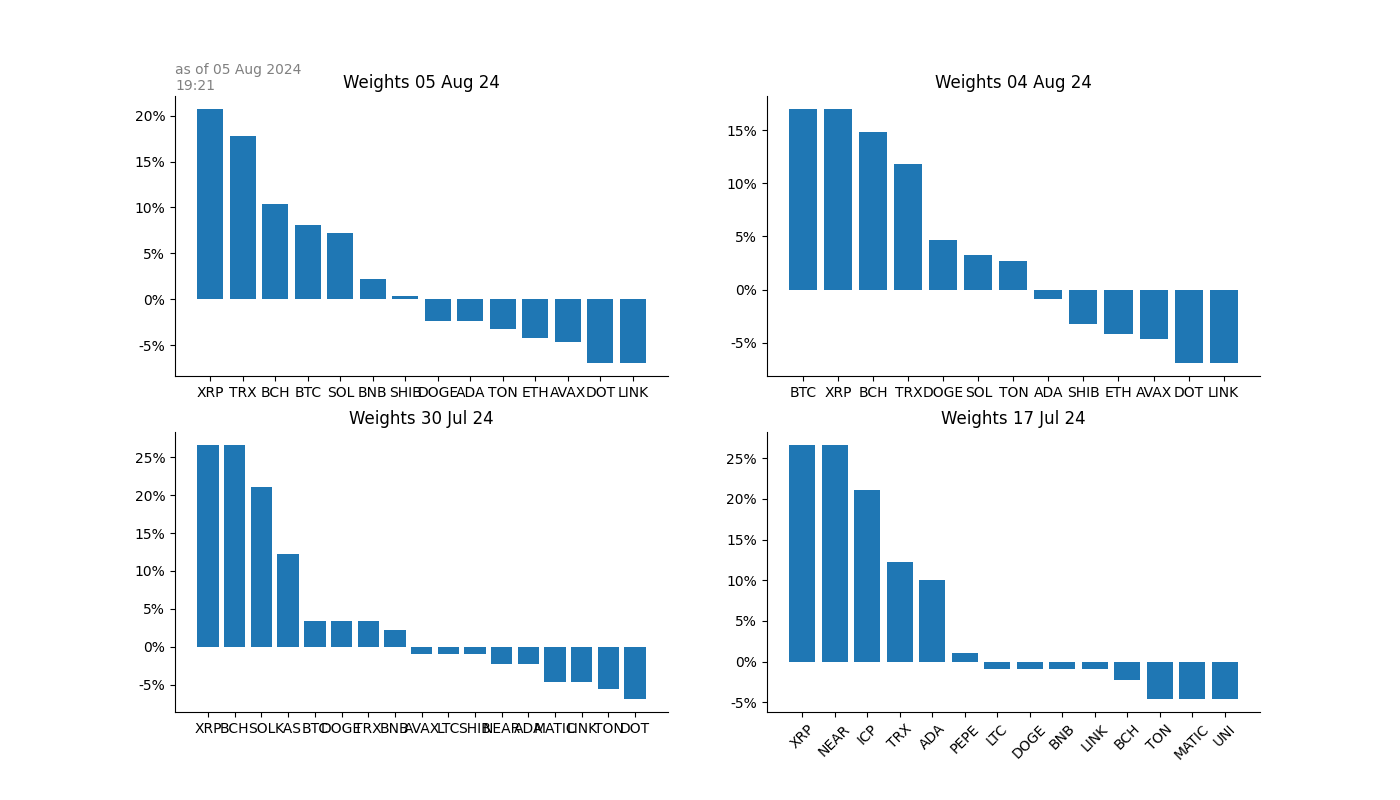 as of 05 Aug 2024
19:21
Weights 05 Aug 24
20%
15%
10%
5%
0%
-5%
XRP TRX BCH BTC SOL BNB SHIB DOGE ADA TON ETH AVAX DOT LINK
Weights 04 Aug 24
15%
10%
5%
0%
-5%
BTC XRP BCH TRX DOGE SOL TON ADA SHIB ETH AVAX DOT LINK
Weights 30 Jul 24
25%
20%
15%
10%
5%
0%
-5%
XRP BCH SOL KAS BTC DOGE TRX BNB AVAX LTC SHIB NEAR ADA MATIC LINK TON DOT
Weights 17 Jul 24
25%
20%
15%
10%
5%
0%
-5%
XRP NEAR ICP TRX ADA PEPE LTC DOGE BNB LINK BCH TON MATIC UNI